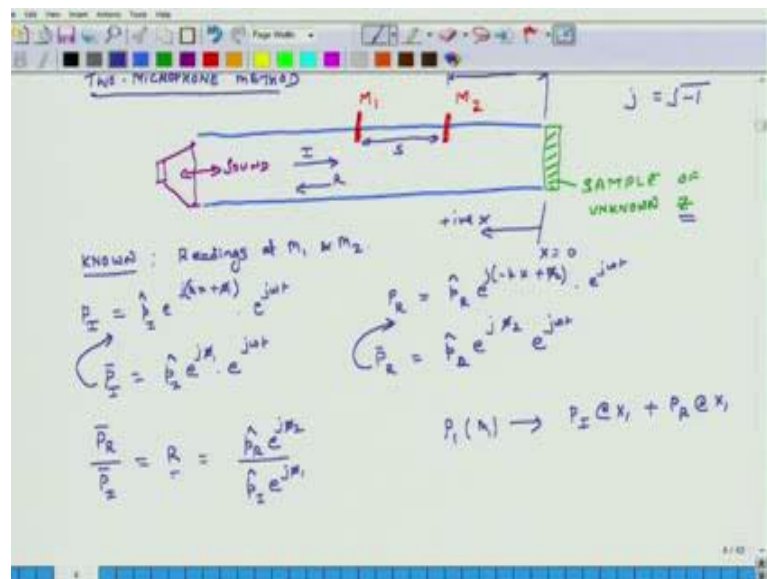 TWO-MICROPHONE METHOD
M₁ M₂
j = √-1
S
SOUND I
R
SAMPLE OF
UNKNOWN Z
+ive x
x=0
KNOWN : Readings at M₁ & M₂.
p_I = p̂_I e^{j(kx+ϕ₁)} · e^{jωt}
p_R = p̂_R e^{j(-kx+ϕ₂)} · e^{jωt}
p̄_I = p̂_I e^{jϕ₁} · e^{jωt}
p̄_R = p̂_R e^{jϕ₂} e^{jωt}
p̄_R / p̄_I = R = p̂_R e^{jϕ₂} / p̂_I e^{jϕ₁}
P₁(M₁) → P_I @ x₁ + P_R @ x₁